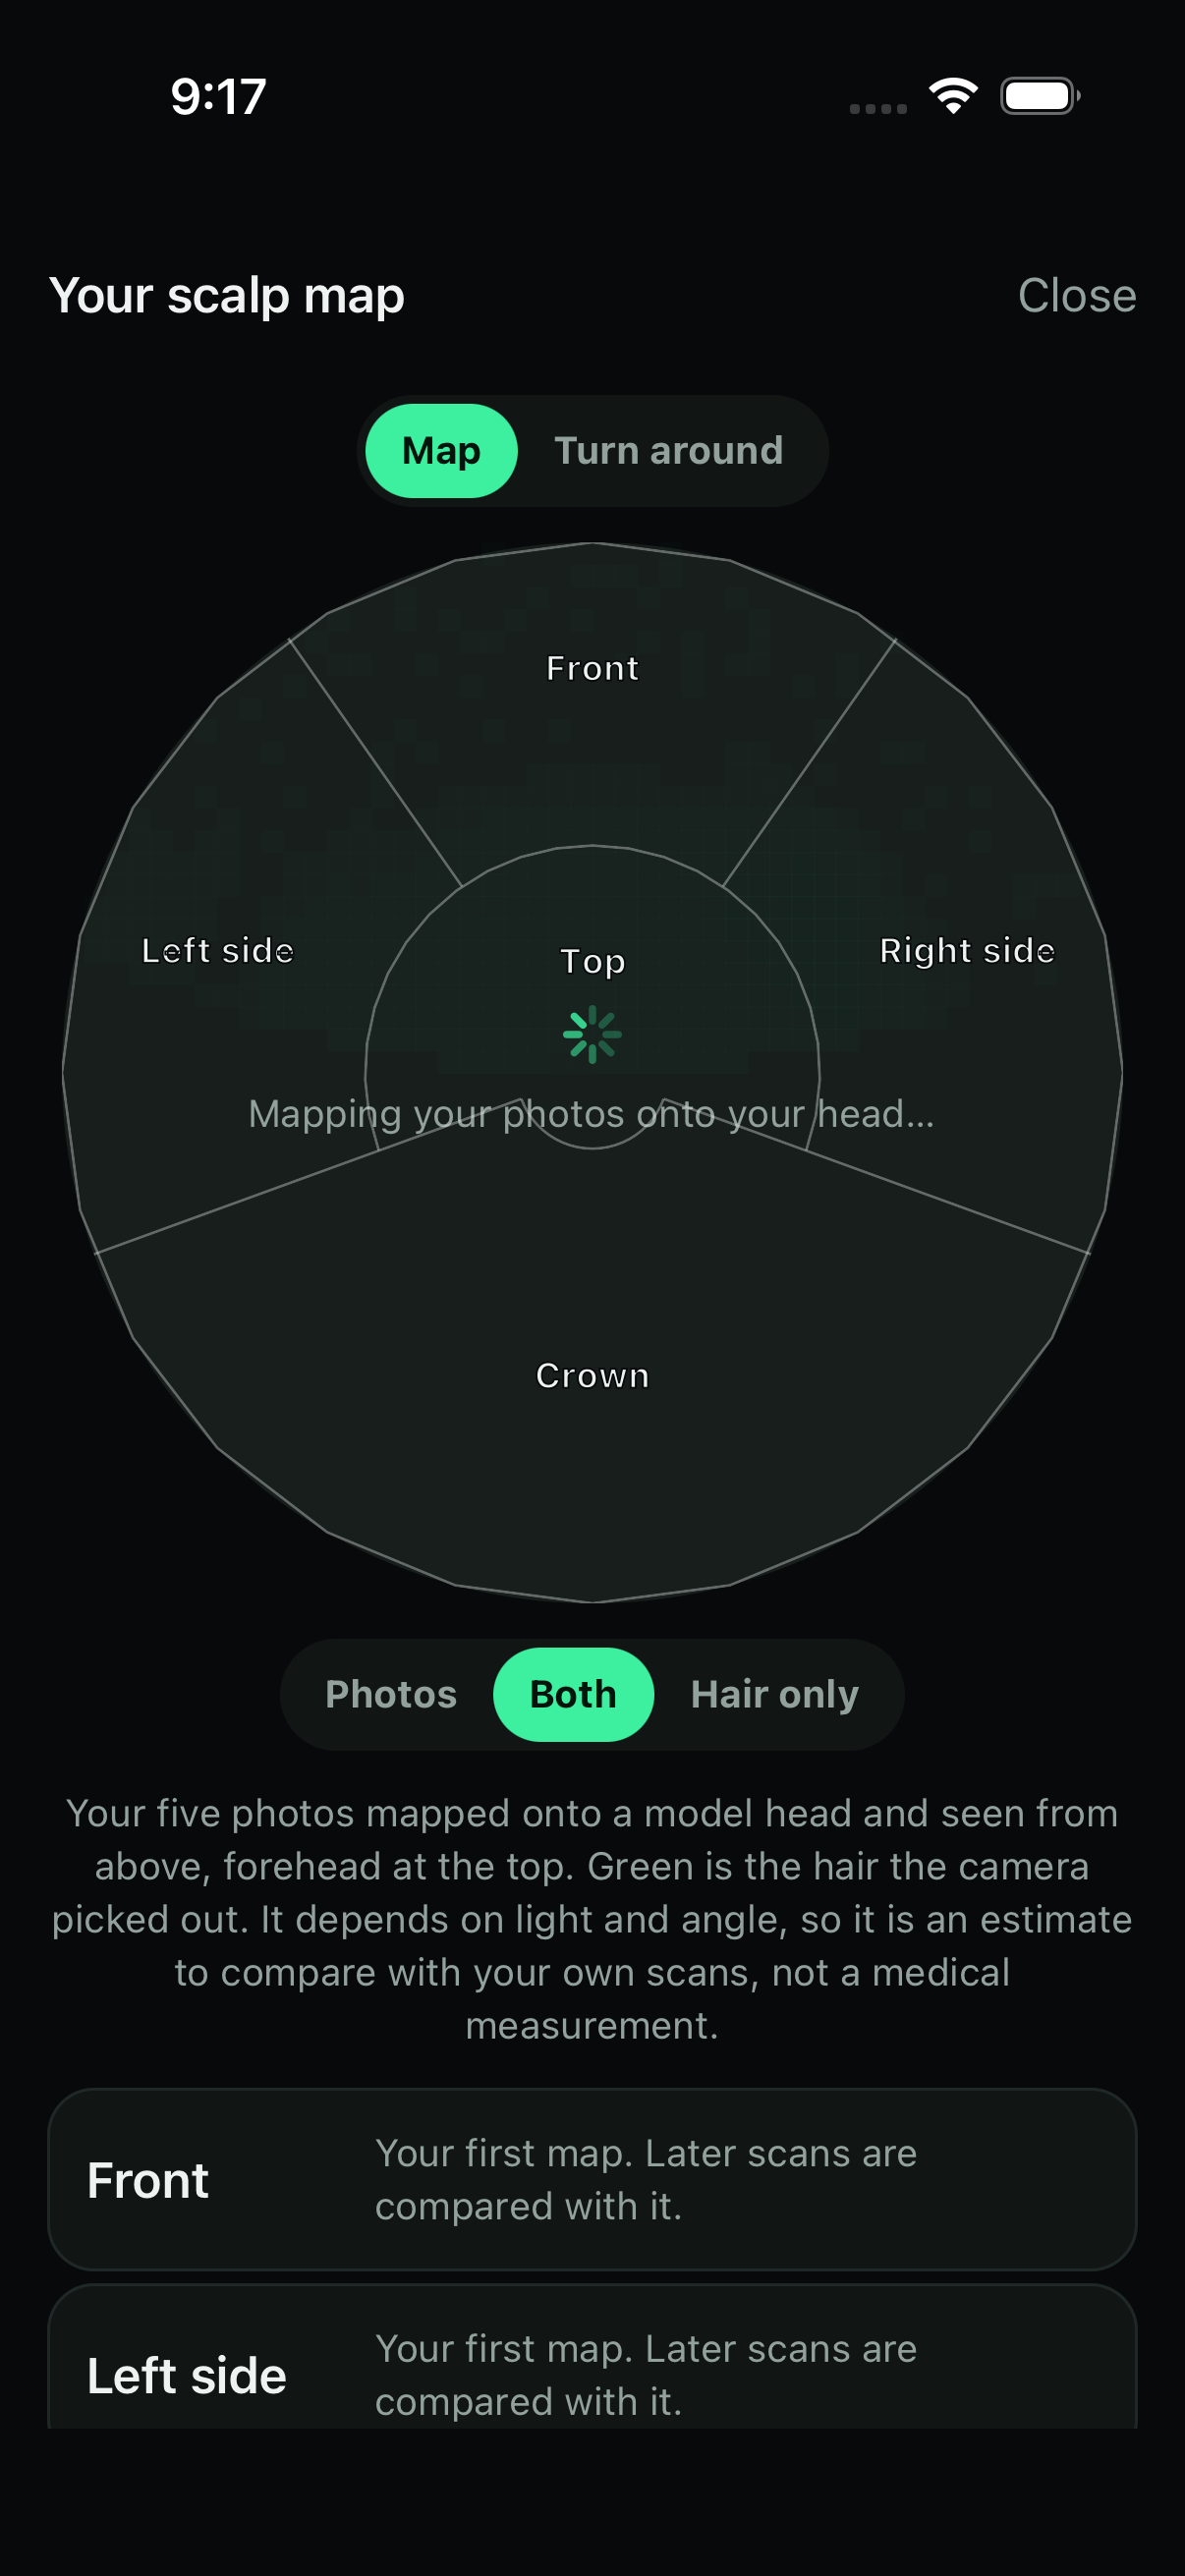 9:17
Your scalp map
Close
Map
Turn around
Front
Left side
Top
Right side
Mapping your photos onto your head...
Crown
Photos
Both
Hair only
Your five photos mapped onto a model head and seen from
above, forehead at the top. Green is the hair the camera
picked out. It depends on light and angle, so it is an estimate
to compare with your own scans, not a medical
measurement.
Front
Your first map. Later scans are
compared with it.
Left side
Your first map. Later scans are
compared with it.